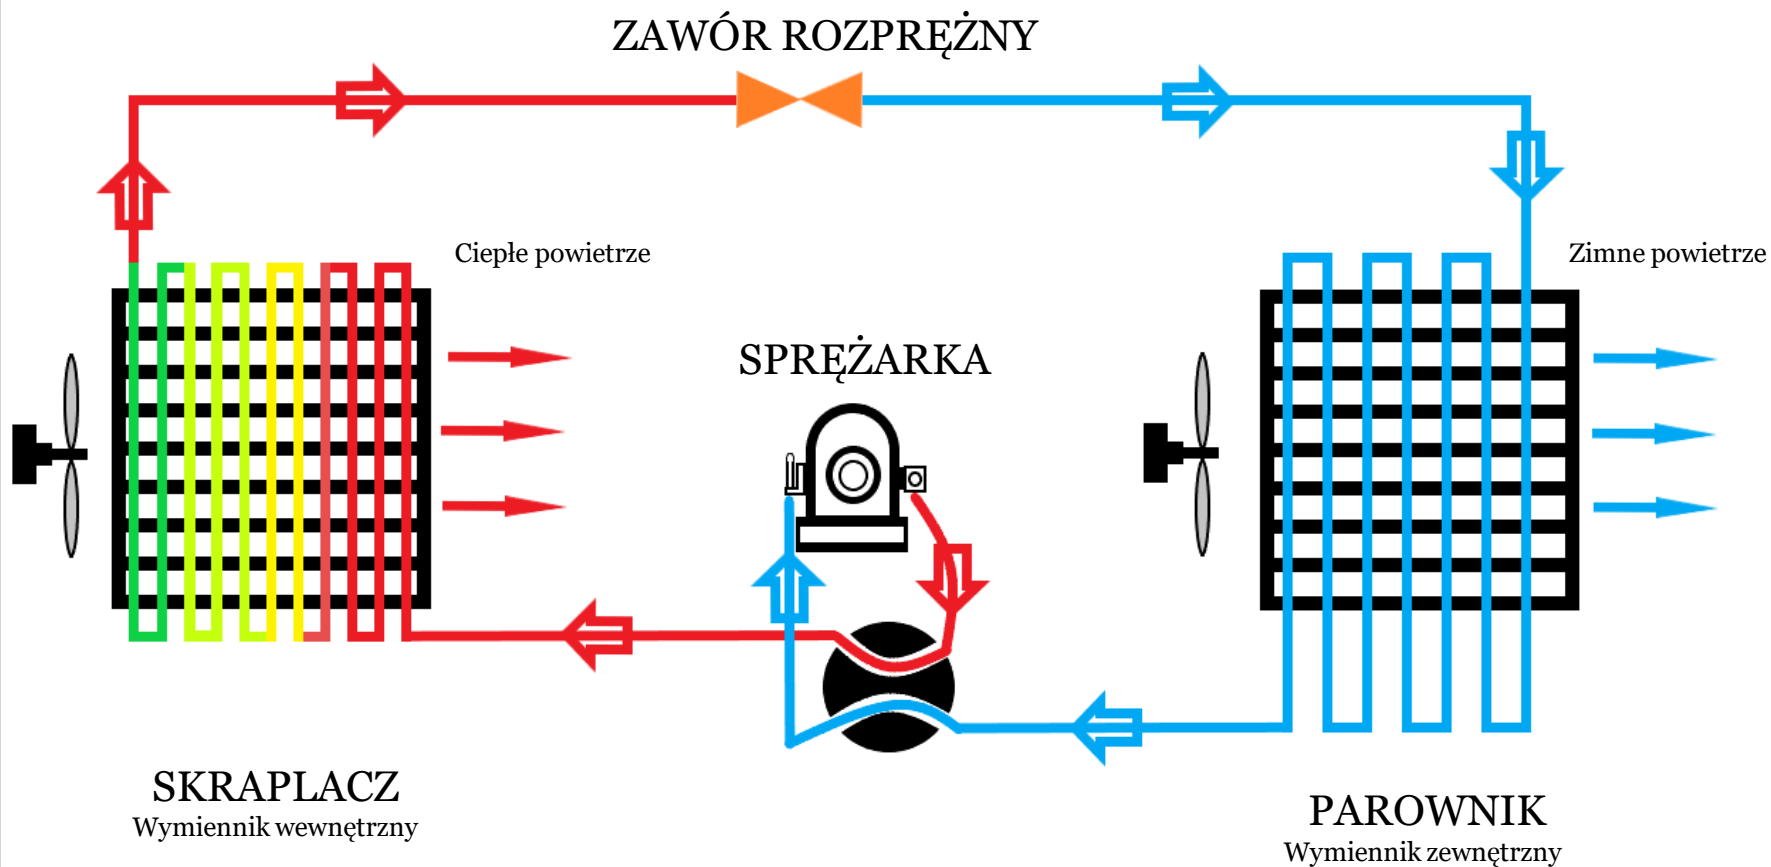 ZAWÓR ROZPRĘŻNY
Ciepłe powietrze
Zimne powietrze
SPRĘŻARKA
SKRAPLACZ
Wymiennik wewnętrzny
PAROWNIK
Wymiennik zewnętrzny